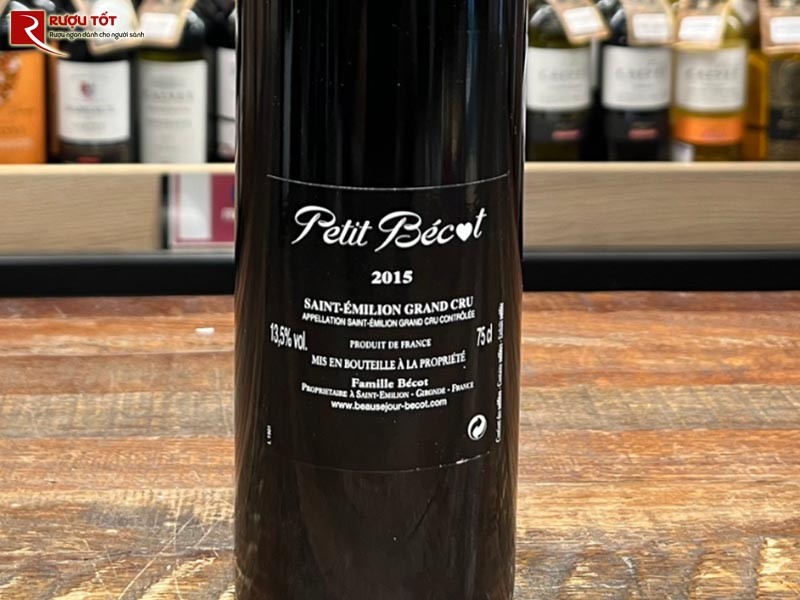 RƯỢU TỐT
Rượu ngon dành cho người sành
Petit Bécot
2015
SAINT-ÉMILION GRAND CRU
APPELLATION SAINT-ÉMILION GRAND CRU CONTRÔLÉE
13,5% vol.
75 cl
PRODUIT DE FRANCE
MIS EN BOUTEILLE À LA PROPRIÉTÉ
Famille Bécot
PROPRIETAIRE À SAINT-EMILION - GIRONDE - FRANCE
www.beausejour-becot.com